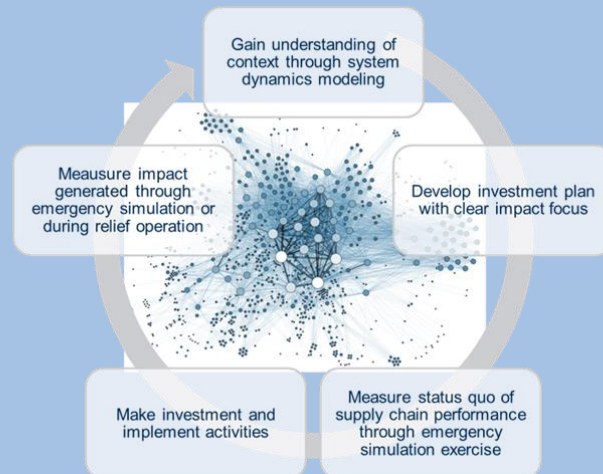 Gain understanding of
context through system
dynamics modeling
Meausure impact
generated through
emergency simulation or
during relief operation
Develop investment plan
with clear impact focus
Make investment and
implement activities
Measure status quo of
supply chain performance
through emergency
simulation exercise